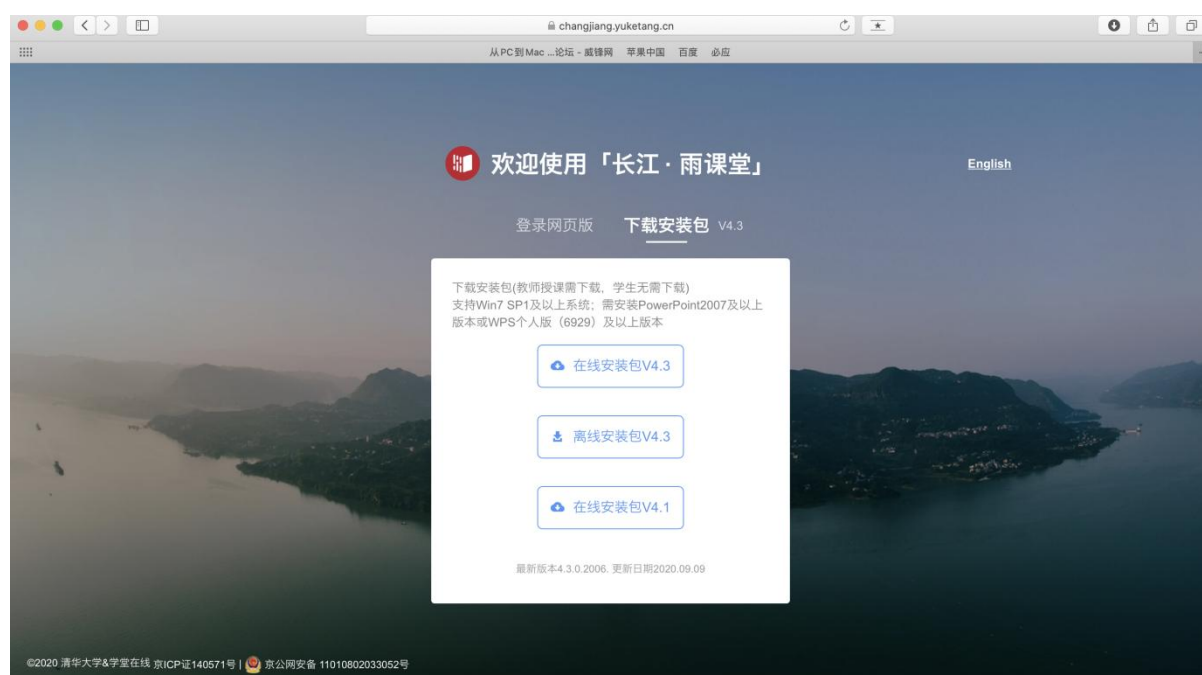 changjiang.yuketang.cn
从PC到Mac ...论坛 - 威锋网 苹果中国 百度 必应
欢迎使用「长江·雨课堂」
English
登录网页版 下载安装包 V4.3
下载安装包(教师授课需下载，学生无需下载)
支持Win7 SP1及以上系统；需安装PowerPoint2007及以上
版本或WPS个人版（6929）及以上版本
在线安装包V4.3
离线安装包V4.3
在线安装包V4.1
最新版本4.3.0.2006. 更新日期2020.09.09
©2020 清华大学&学堂在线 京ICP证140571号 | 京公网安备 11010802033052号